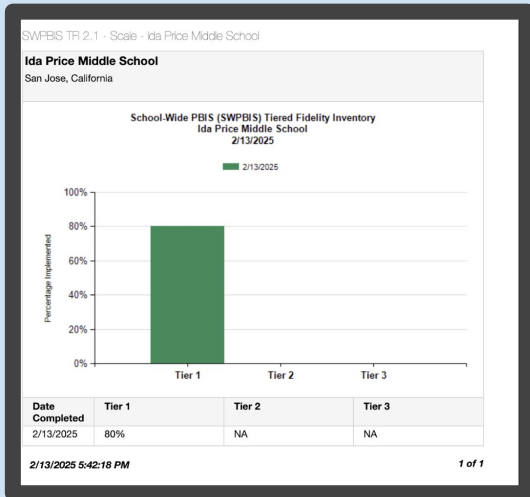 SWPBIS TFI 2.1 - Scale - Ida Price Middle School
Ida Price Middle School
San Jose, California
School-Wide PBIS (SWPBIS) Tiered Fidelity Inventory
Ida Price Middle School
2/13/2025
2/13/2025
100%
80%
60%
40%
20%
0%
Percentage Implemented
Tier 1 Tier 2 Tier 3
Date Completed Tier 1 Tier 2 Tier 3
2/13/2025 80% NA NA
2/13/2025 5:42:18 PM 1 of 1